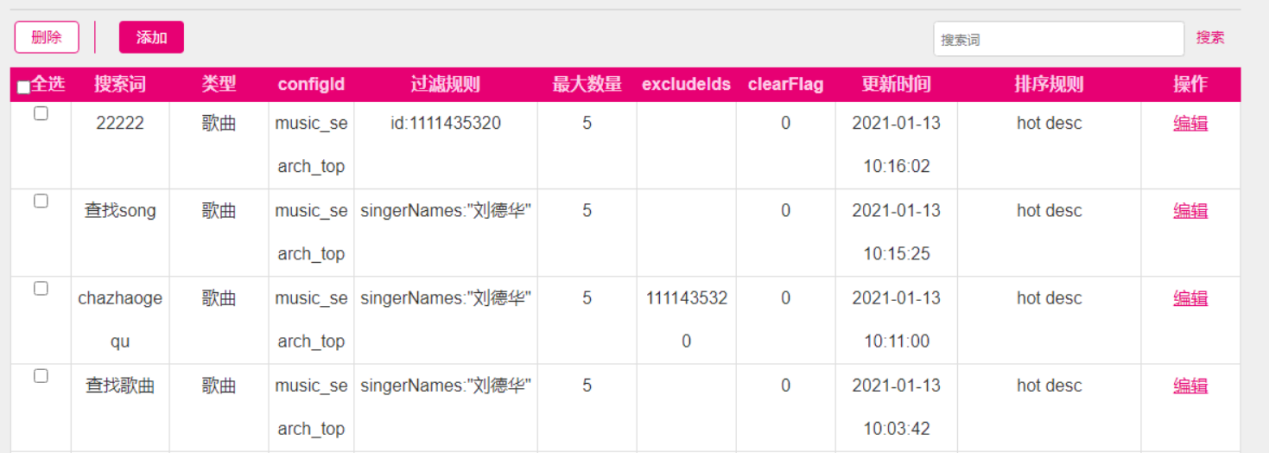 删除 添加 搜索词 搜索
全选 搜索词 类型 configId 过滤规则 最大数量 excludeIds clearFlag 更新时间 排序规则 操作
22222 歌曲 music_se id:1111435320 5 0 2021-01-13 hot desc 编辑
arch_top 10:16:02
查找song 歌曲 music_se singerNames:"刘德华" 5 0 2021-01-13 hot desc 编辑
arch_top 10:15:25
chazhaoge 歌曲 music_se singerNames:"刘德华" 5 111143532 0 2021-01-13 hot desc 编辑
qu arch_top 0 10:11:00
查找歌曲 歌曲 music_se singerNames:"刘德华" 5 0 2021-01-13 hot desc 编辑
arch_top 10:03:42